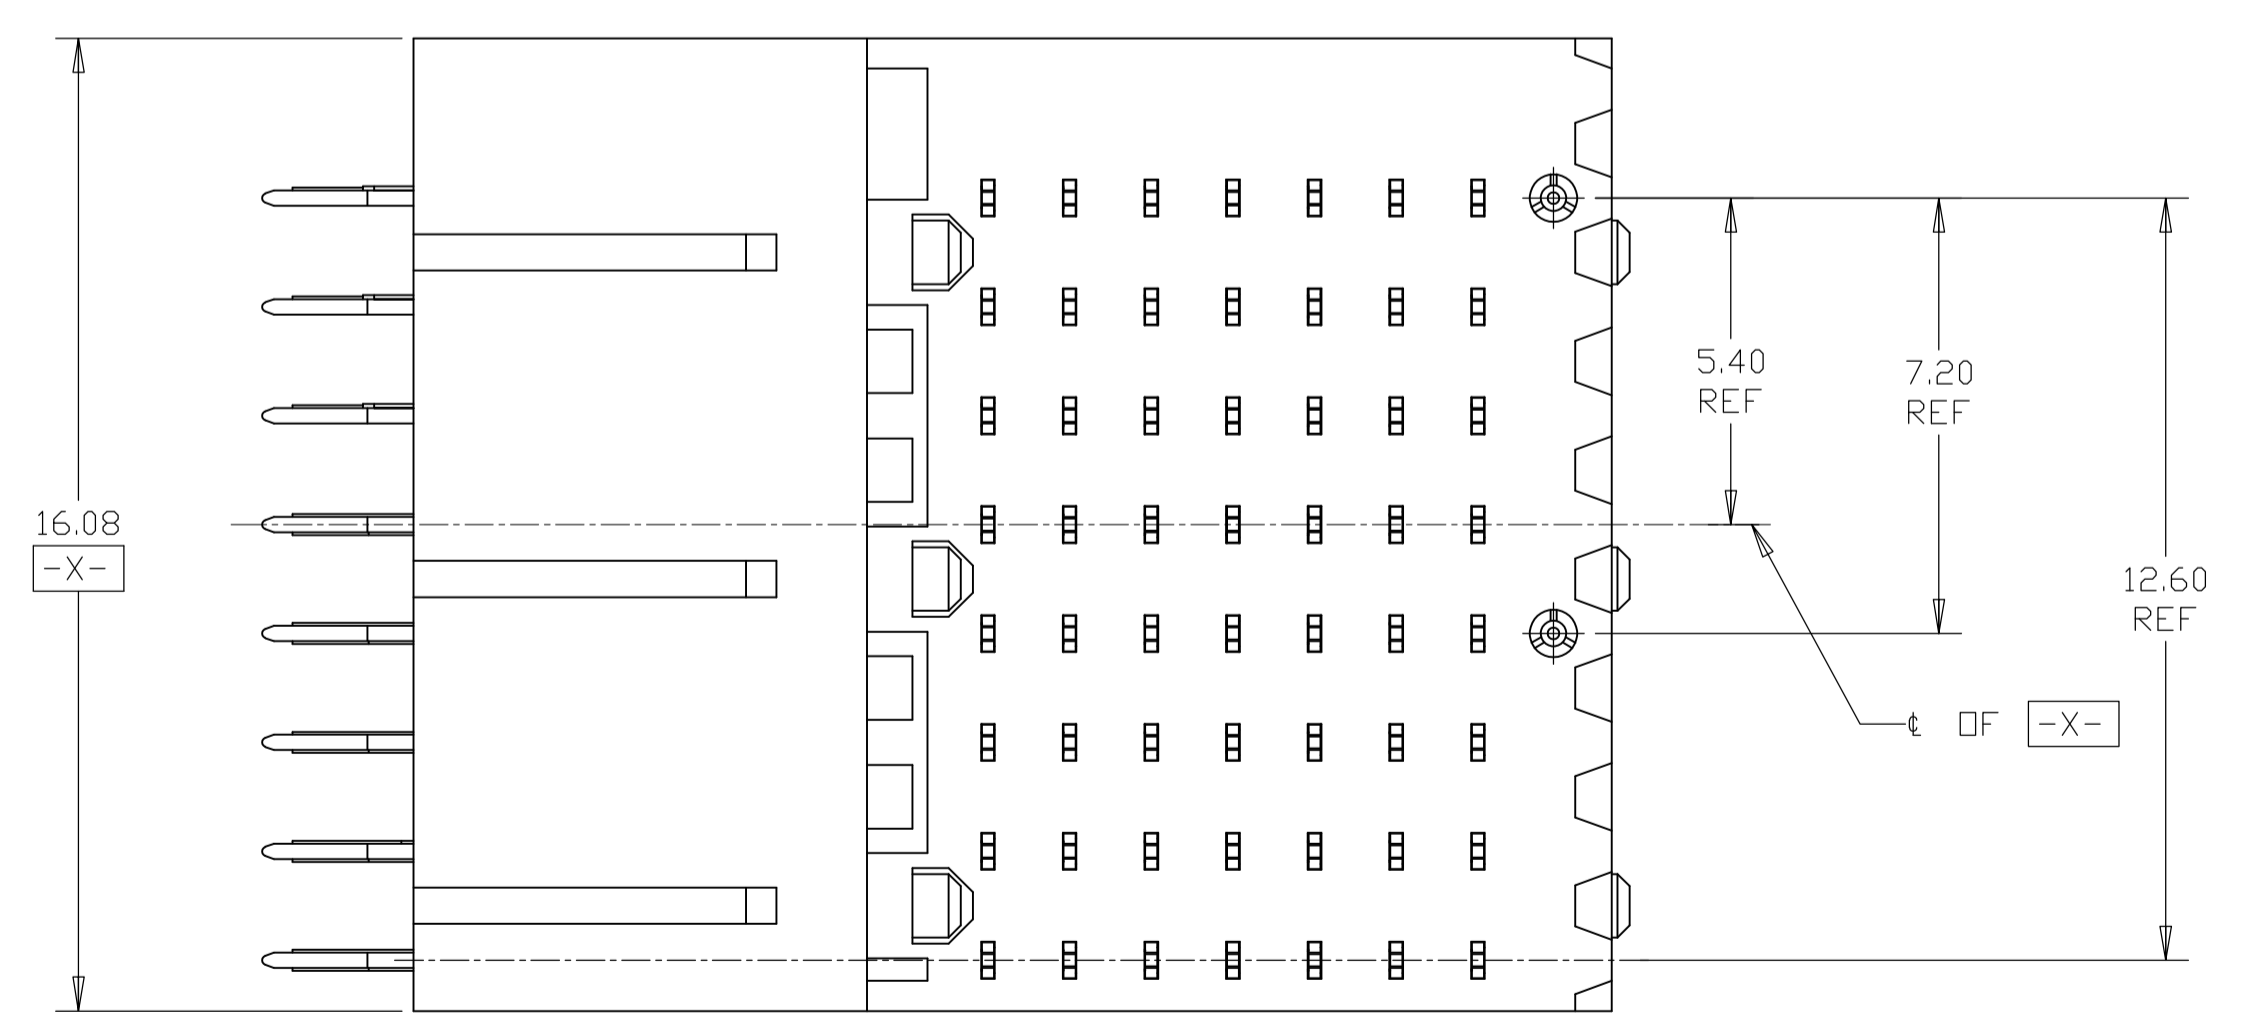 16.08
-X-
5.40
REF
7.20
REF
12.60
REF
℄ OF -X-